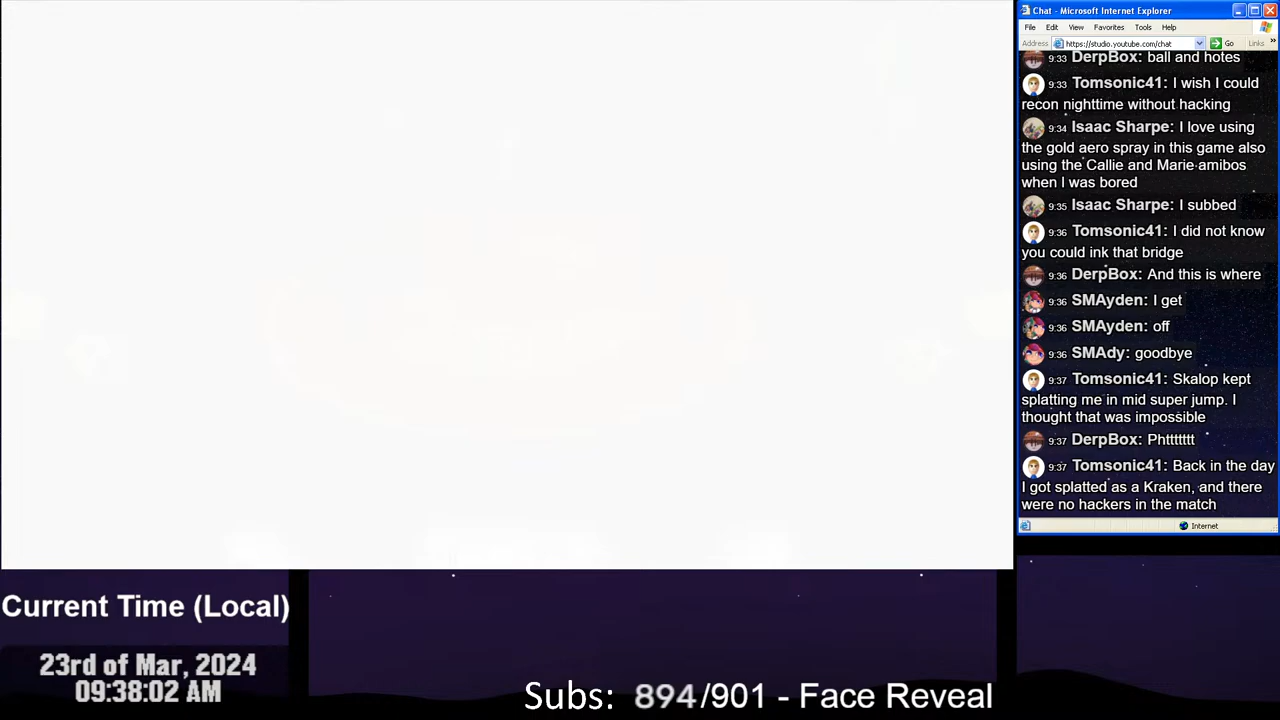 Chat - Microsoft Internet Explorer
File Edit View Favorites Tools Help
Address https://studio.youtube.com/chat Go Links »
9:33 DerpBox: ball and hotes
9:33 Tomsonic41: I wish I could
recon nighttime without hacking
9:34 Isaac Sharpe: I love using
the gold aero spray in this game also
using the Callie and Marie amibos
when I was bored
9:35 Isaac Sharpe: I subbed
9:36 Tomsonic41: I did not know
you could ink that bridge
9:36 DerpBox: And this is where
9:36 SMAyden: I get
9:36 SMAyden: off
9:36 SMAdy: goodbye
9:37 Tomsonic41: Skalop kept
splatting me in mid super jump. I
thought that was impossible
9:37 DerpBox: Phttttttt
9:37 Tomsonic41: Back in the day
I got splatted as a Kraken, and there
were no hackers in the match
Internet
Current Time (Local)
23rd of Mar, 2024
09:38:02 AM
Subs: 894/901 - Face Reveal